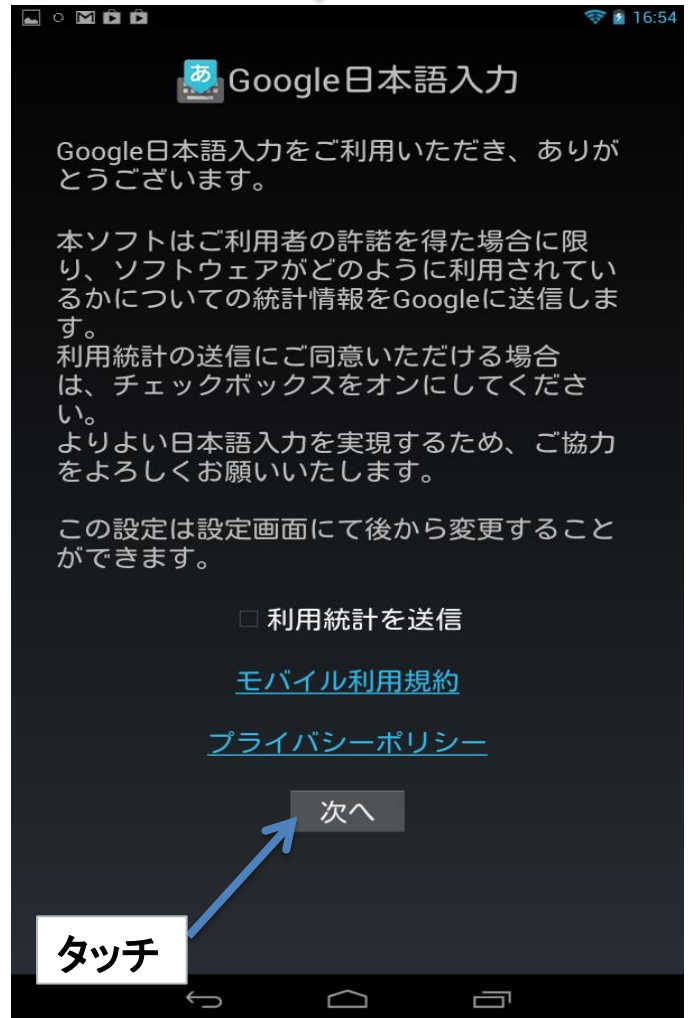 16:54
Google日本語入力
Google日本語入力をご利用いただき、ありが
とうございます。
本ソフトはご利用者の許諾を得た場合に限
り、ソフトウェアがどのように利用されてい
るかについての統計情報をGoogleに送信しま
す。
利用統計の送信にご同意いただける場合
は、チェックボックスをオンにしてくださ
い。
よりよい日本語入力を実現するため、ご協力
をよろしくお願いいたします。
この設定は設定画面にて後から変更すること
ができます。
利用統計を送信
モバイル利用規約
プライバシーポリシー
次へ
タッチ